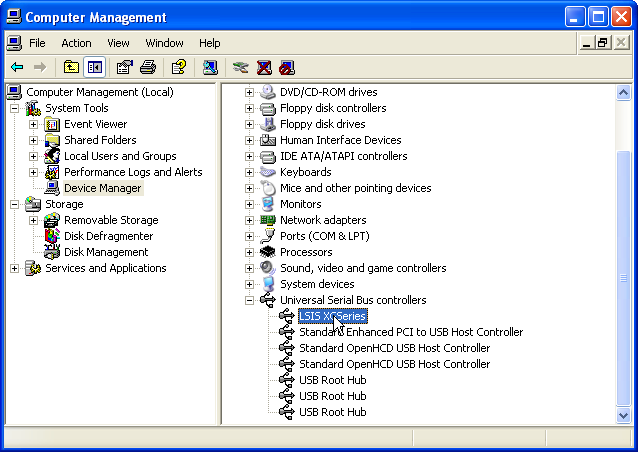 Computer Management
File Action View Window Help
Computer Management (Local)
System Tools
Event Viewer
Shared Folders
Local Users and Groups
Performance Logs and Alerts
Device Manager
Storage
Removable Storage
Disk Defragmenter
Disk Management
Services and Applications
DVD/CD-ROM drives
Floppy disk controllers
Floppy disk drives
Human Interface Devices
IDE ATA/ATAPI controllers
Keyboards
Mice and other pointing devices
Monitors
Network adapters
Ports (COM & LPT)
Processors
Sound, video and game controllers
System devices
Universal Serial Bus controllers
LSIS XGSeries
Standard Enhanced PCI to USB Host Controller
Standard OpenHCD USB Host Controller
Standard OpenHCD USB Host Controller
USB Root Hub
USB Root Hub
USB Root Hub